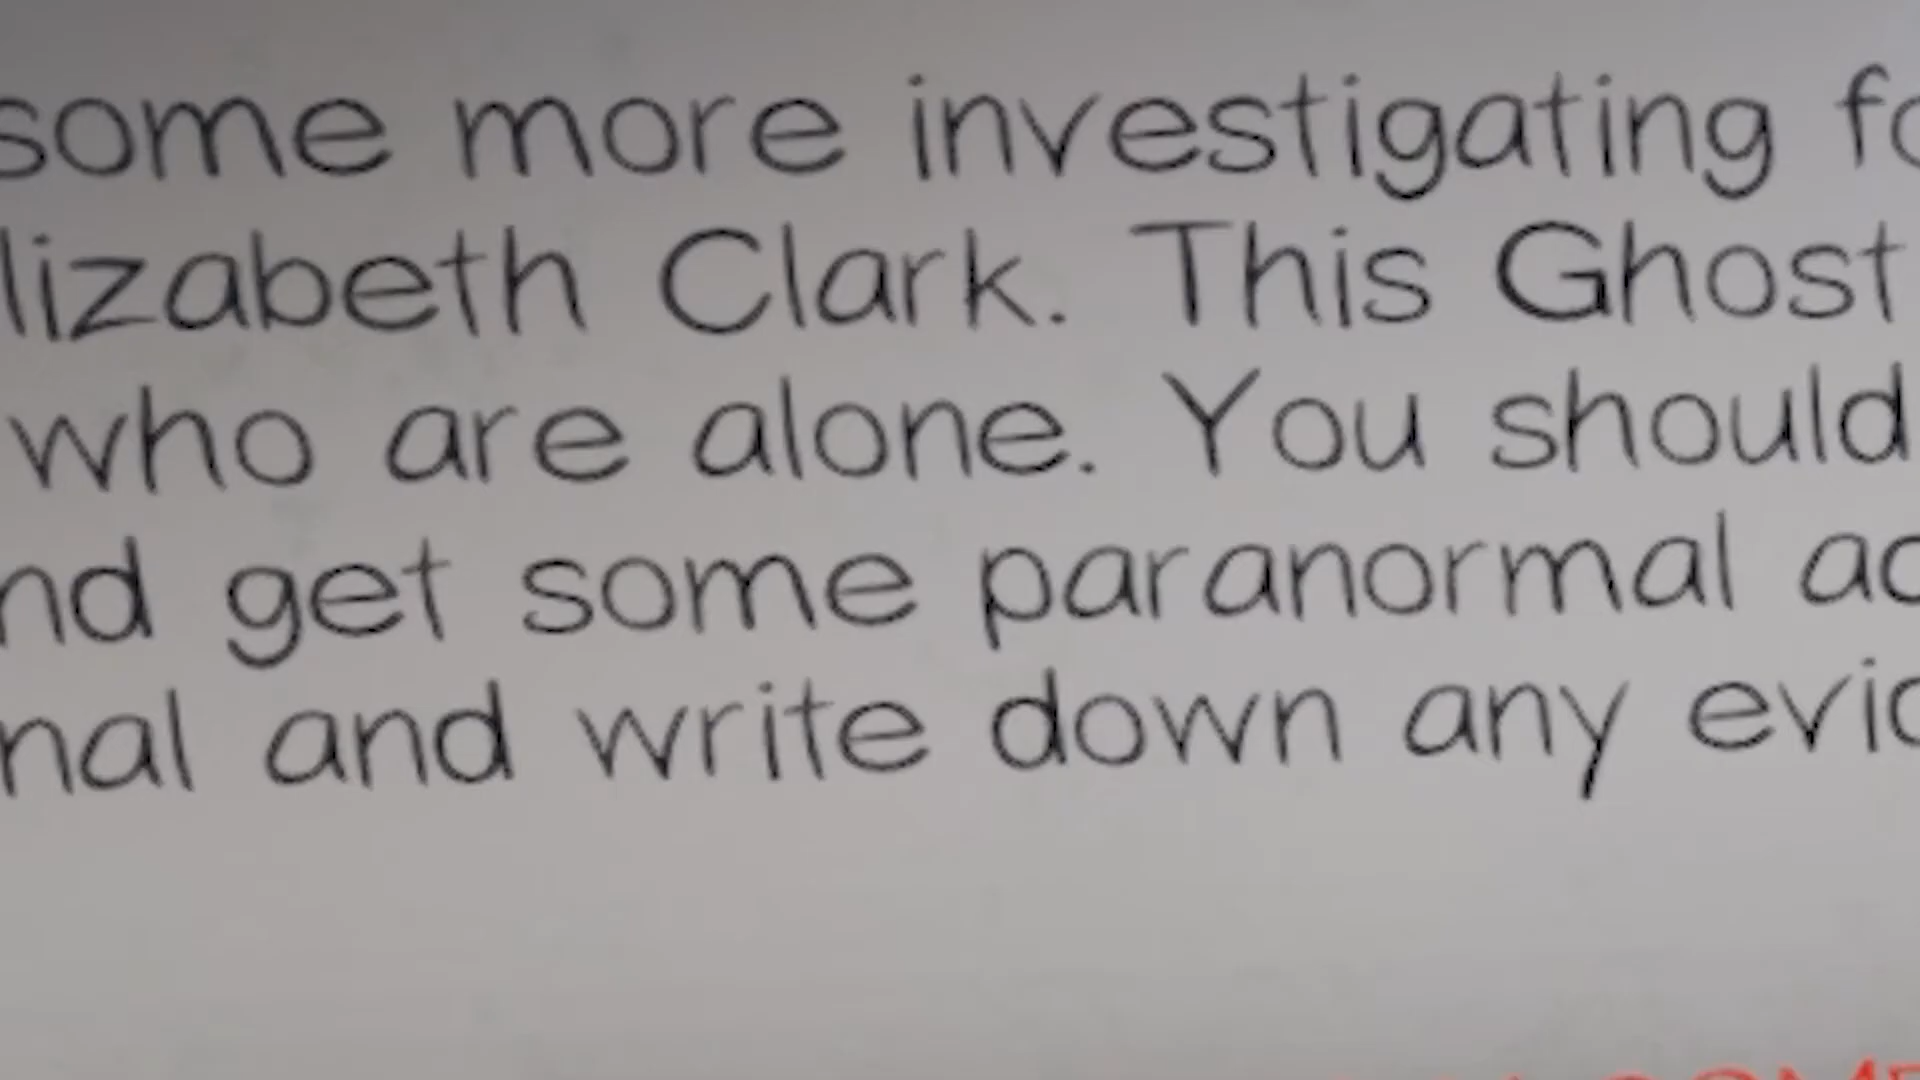 some more investigating fo
lizabeth Clark. This Ghost
who are alone. You should
nd get some paranormal ac
nal and write down any evid